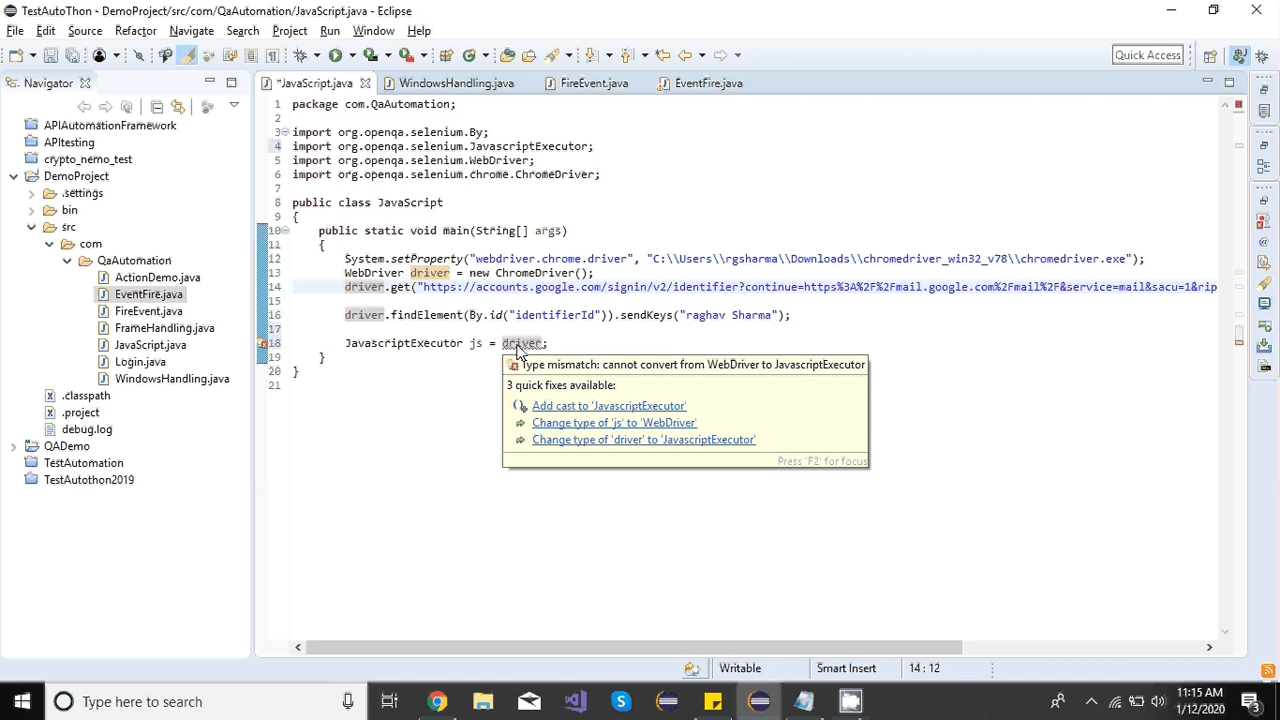 TestAutoThon - DemoProject/src/com/QaAutomation/JavaScript.java - Eclipse
File Edit Source Refactor Navigate Search Project Run Window Help
Quick Access
Navigator
*JavaScript.java WindowsHandling.java FireEvent.java EventFire.java
APIAutomationFramework
APItesting
crypto_nemo_test
DemoProject
.settings
bin
src
com
QaAutomation
ActionDemo.java
EventFire.java
FireEvent.java
FrameHandling.java
JavaScript.java
Login.java
WindowsHandling.java
.classpath
.project
debug.log
QADemo
TestAutomation
TestAutothon2019
1 package com.QaAutomation;
2
3 import org.openqa.selenium.By;
4 import org.openqa.selenium.JavascriptExecutor;
5 import org.openqa.selenium.WebDriver;
6 import org.openqa.selenium.chrome.ChromeDriver;
7
8 public class JavaScript
9 {
10 public static void main(String[] args)
11 {
12 System.setProperty("webdriver.chrome.driver", "C:\\Users\\rgsharma\\Downloads\\chromedriver_win32_v78\\chromedriver.exe");
13 WebDriver driver = new ChromeDriver();
14 driver.get("https://accounts.google.com/signin/v2/identifier?continue=https%3A%2F%2Fmail.google.com%2Fmail%2F&service=mail&sacu=1&rip
15
16 driver.findElement(By.id("identifierId")).sendKeys("raghav Sharma");
17
18 JavascriptExecutor js = driver;
19 }
20 }
21
Type mismatch: cannot convert from WebDriver to JavascriptExecutor
3 quick fixes available:
Add cast to 'JavascriptExecutor'
Change type of 'js' to 'WebDriver'
Change type of 'driver' to 'JavascriptExecutor'
Press 'F2' for focus
Writable Smart Insert 14 : 12
Type here to search
11:15 AM
1/12/2020